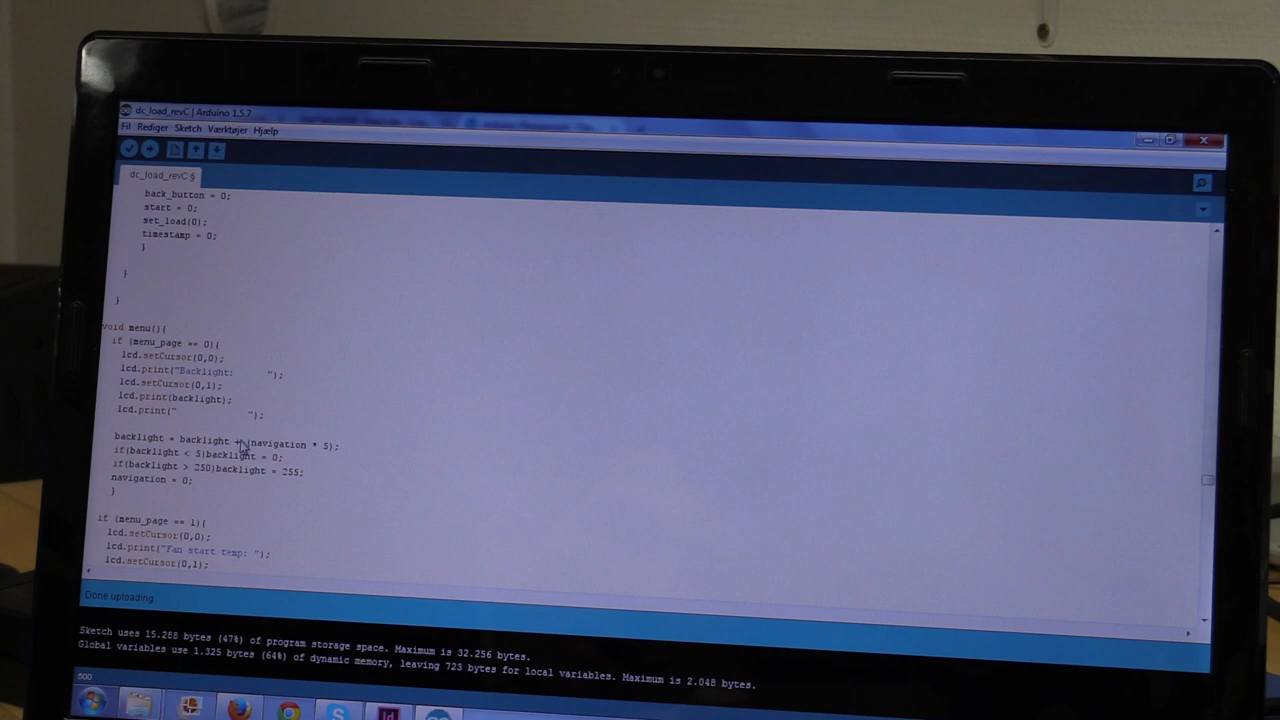 dc_load_revC | Arduino 1.5.7
Fil Rediger Sketch Værktøjer Hjælp
dc_load_revC §
back_button = 0;
start = 0;
set_load(0);
timestamp = 0;
}
}
}
void menu(){
if (menu_page == 0){
lcd.setCursor(0,0);
lcd.print("Backlight:      ");
lcd.setCursor(0,1);
lcd.print(backlight);
lcd.print("             ");
backlight = backlight + (navigation * 5);
if(backlight < 5)backlight = 0;
if(backlight > 250)backlight = 255;
navigation = 0;
}
if (menu_page == 1){
lcd.setCursor(0,0);
lcd.print("Fan start temp: ");
lcd.setCursor(0,1);
Done uploading
Sketch uses 15.288 bytes (47%) of program storage space. Maximum is 32.256 bytes.
Global variables use 1.325 bytes (64%) of dynamic memory, leaving 723 bytes for local variables. Maximum is 2.048 bytes.
500
S
Id